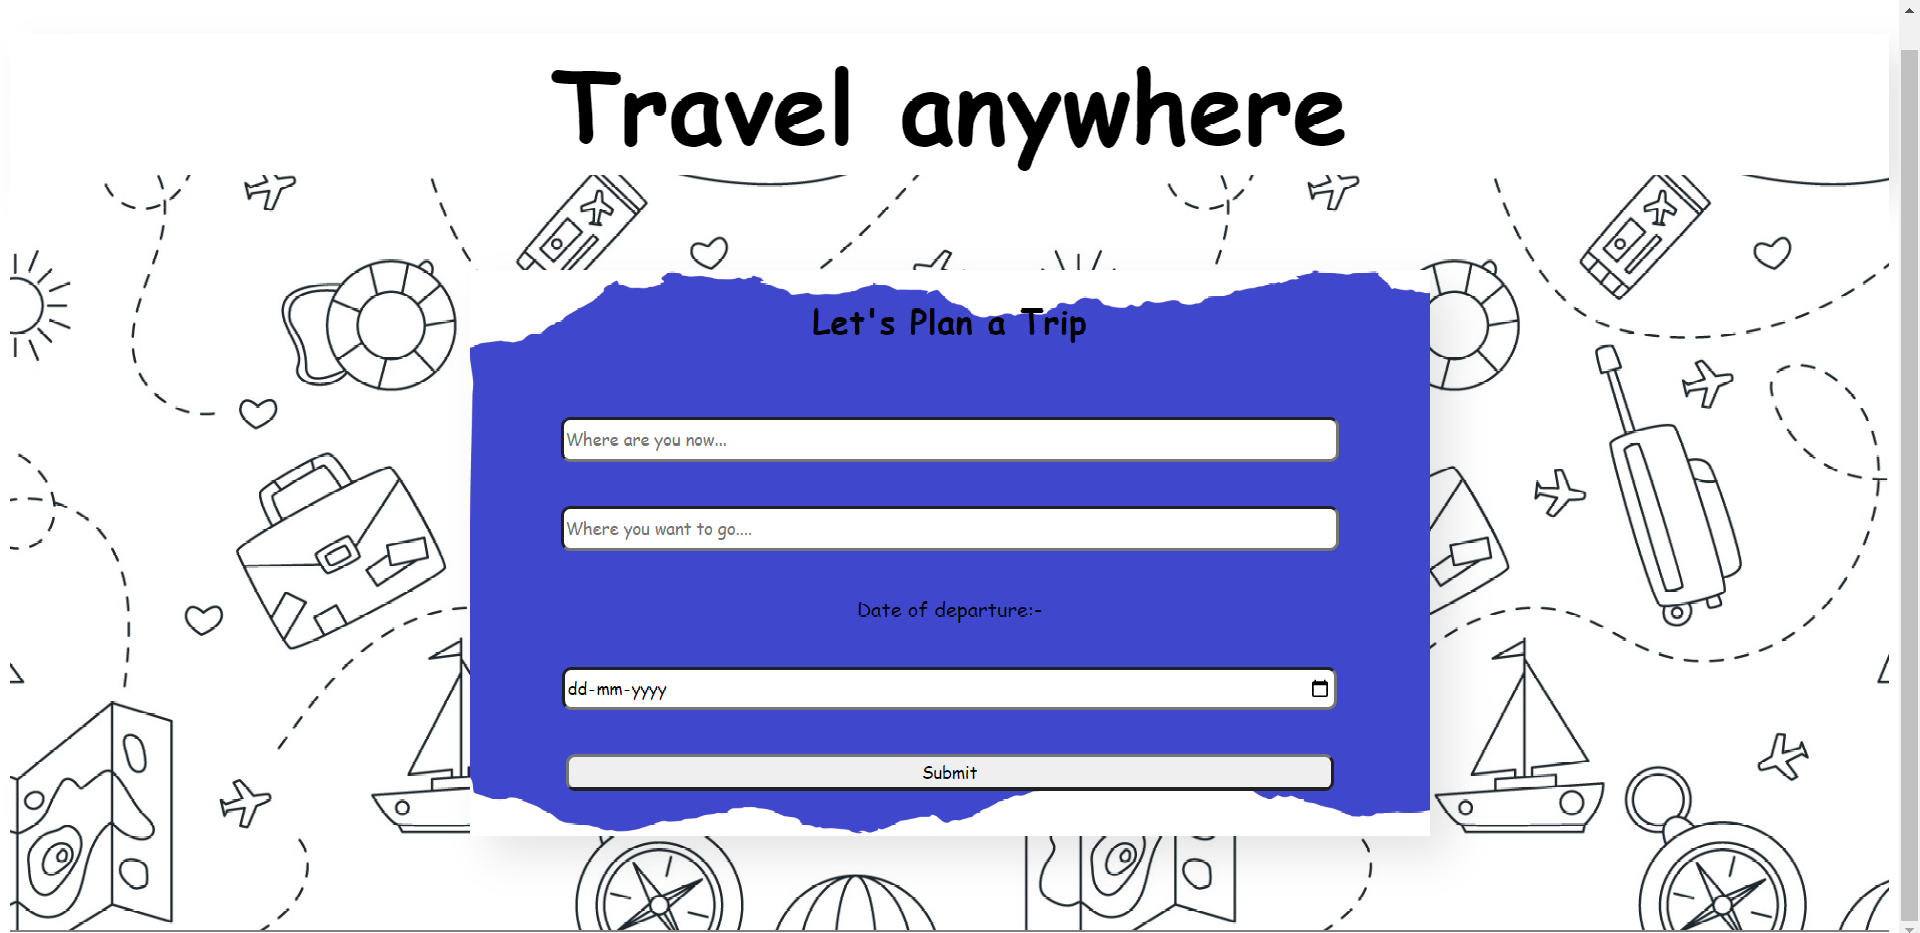 Travel anywhere
Let's Plan a Trip
Where are you now...
Where you want to go....
Date of departure:-
dd-mm-yyyy
Submit